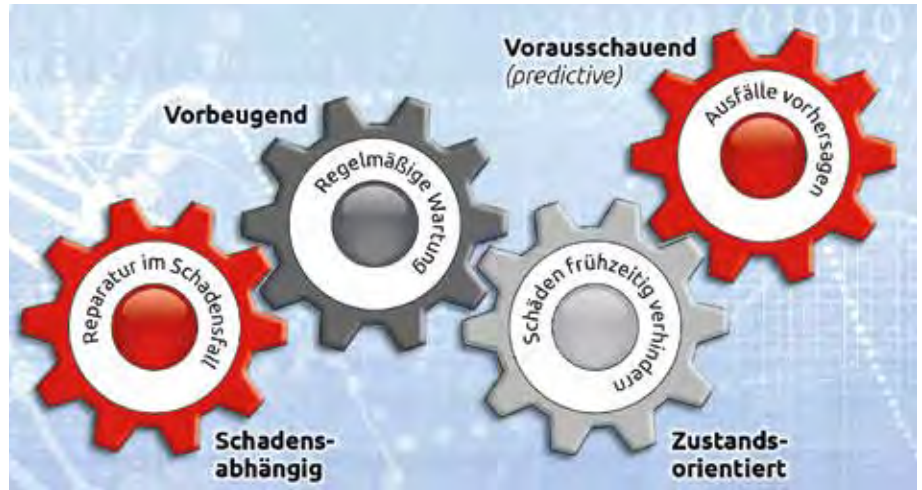 Vorausschauend
(predictive)
Ausfälle vorhersagen
Vorbeugend
Regelmäßige Wartung
Reparatur im Schadensfall
Schäden frühzeitig verhindern
Schadens-
abhängig
Zustands-
orientiert